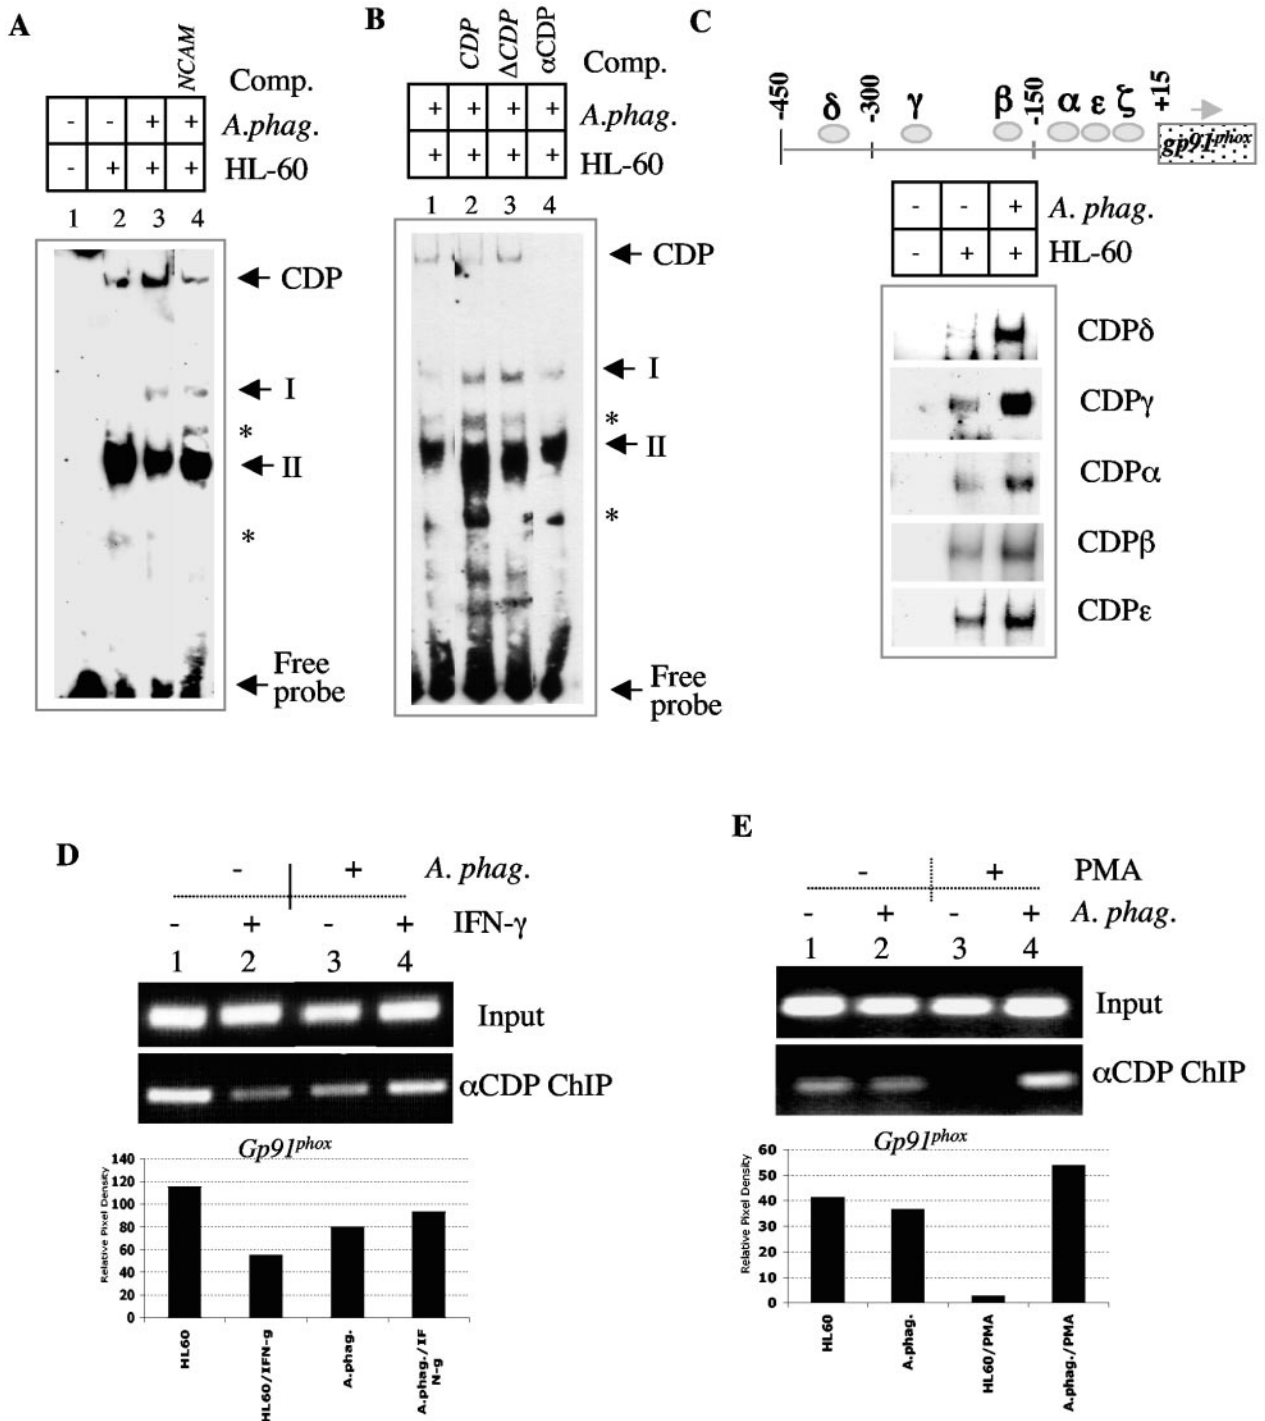 A
NCAM
Comp.
- - + + A.phag.
- + + + HL-60
1 2 3 4
CDP
I
*
II
*
Free
probe
B
CDP ΔCDP αCDP
Comp.
+ + + + A.phag.
+ + + + HL-60
1 2 3 4
CDP
I
*
II
*
Free
probe
C
-450 -300 -150 +15
δ γ β α ε ζ
gp91phox
- - + A. phag.
- + + HL-60
CDPδ
CDPγ
CDPα
CDPβ
CDPε
D
- + A. phag.
- + - + IFN-γ
1 2 3 4
Input
αCDP ChIP
Gp91phox
Relative Pixel Density
140
120
100
80
60
40
20
0
HL60
HL60/IFN-g
A.phag.
A.phag./IF
N-g
E
- + PMA
- + - + A. phag.
1 2 3 4
Input
αCDP ChIP
Gp91phox
Relative Pixel Density
60
50
40
30
20
10
0
HL60
A.phag.
HL60/PMA
A.phag./PMA